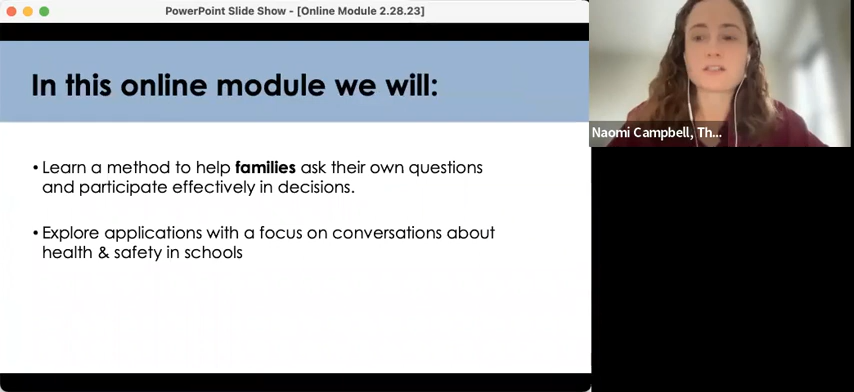 PowerPoint Slide Show - [Online Module 2.28.23]
In this online module we will:
• Learn a method to help families ask their own questions
and participate effectively in decisions.
• Explore applications with a focus on conversations about
health & safety in schools
Naomi Campbell, Th...